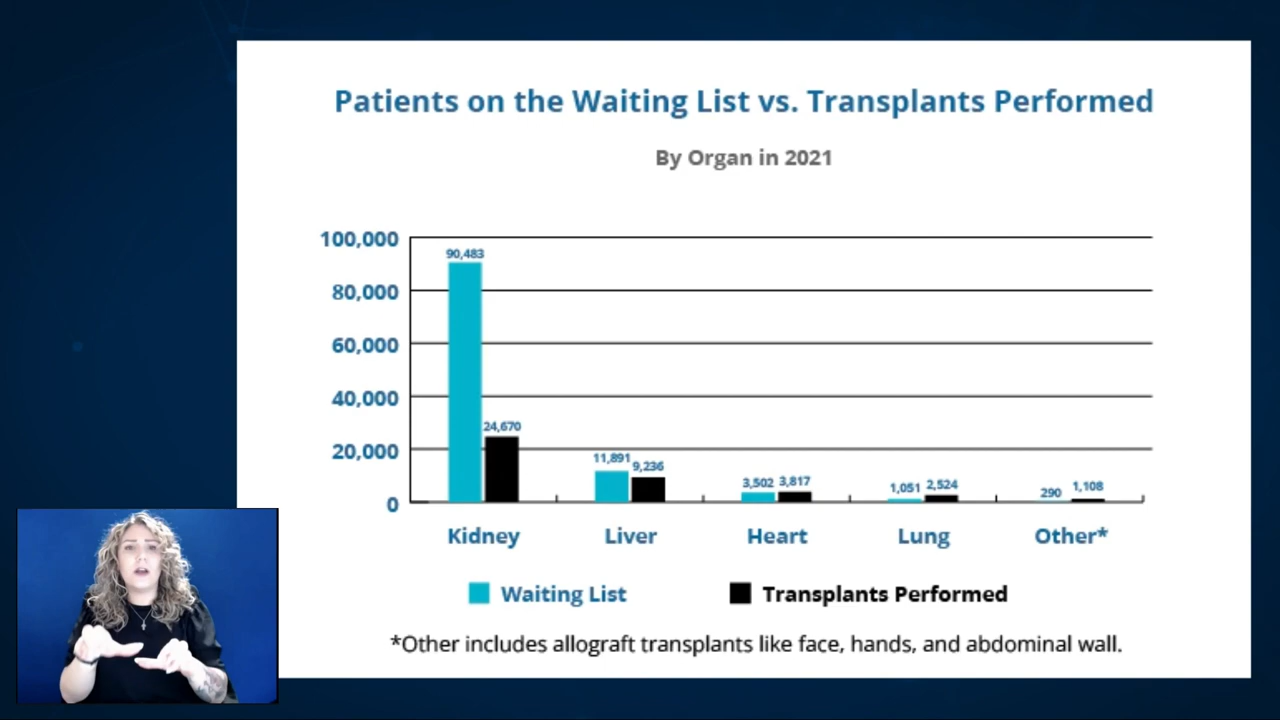 Patients on the Waiting List vs. Transplants Performed
By Organ in 2021
100,000
80,000
60,000
40,000
20,000
0
90,483
24,670
11,891
9,236
3,502
3,817
1,051
2,524
290
1,108
Kidney
Liver
Heart
Lung
Other*
Waiting List
Transplants Performed
*Other includes allograft transplants like face, hands, and abdominal wall.